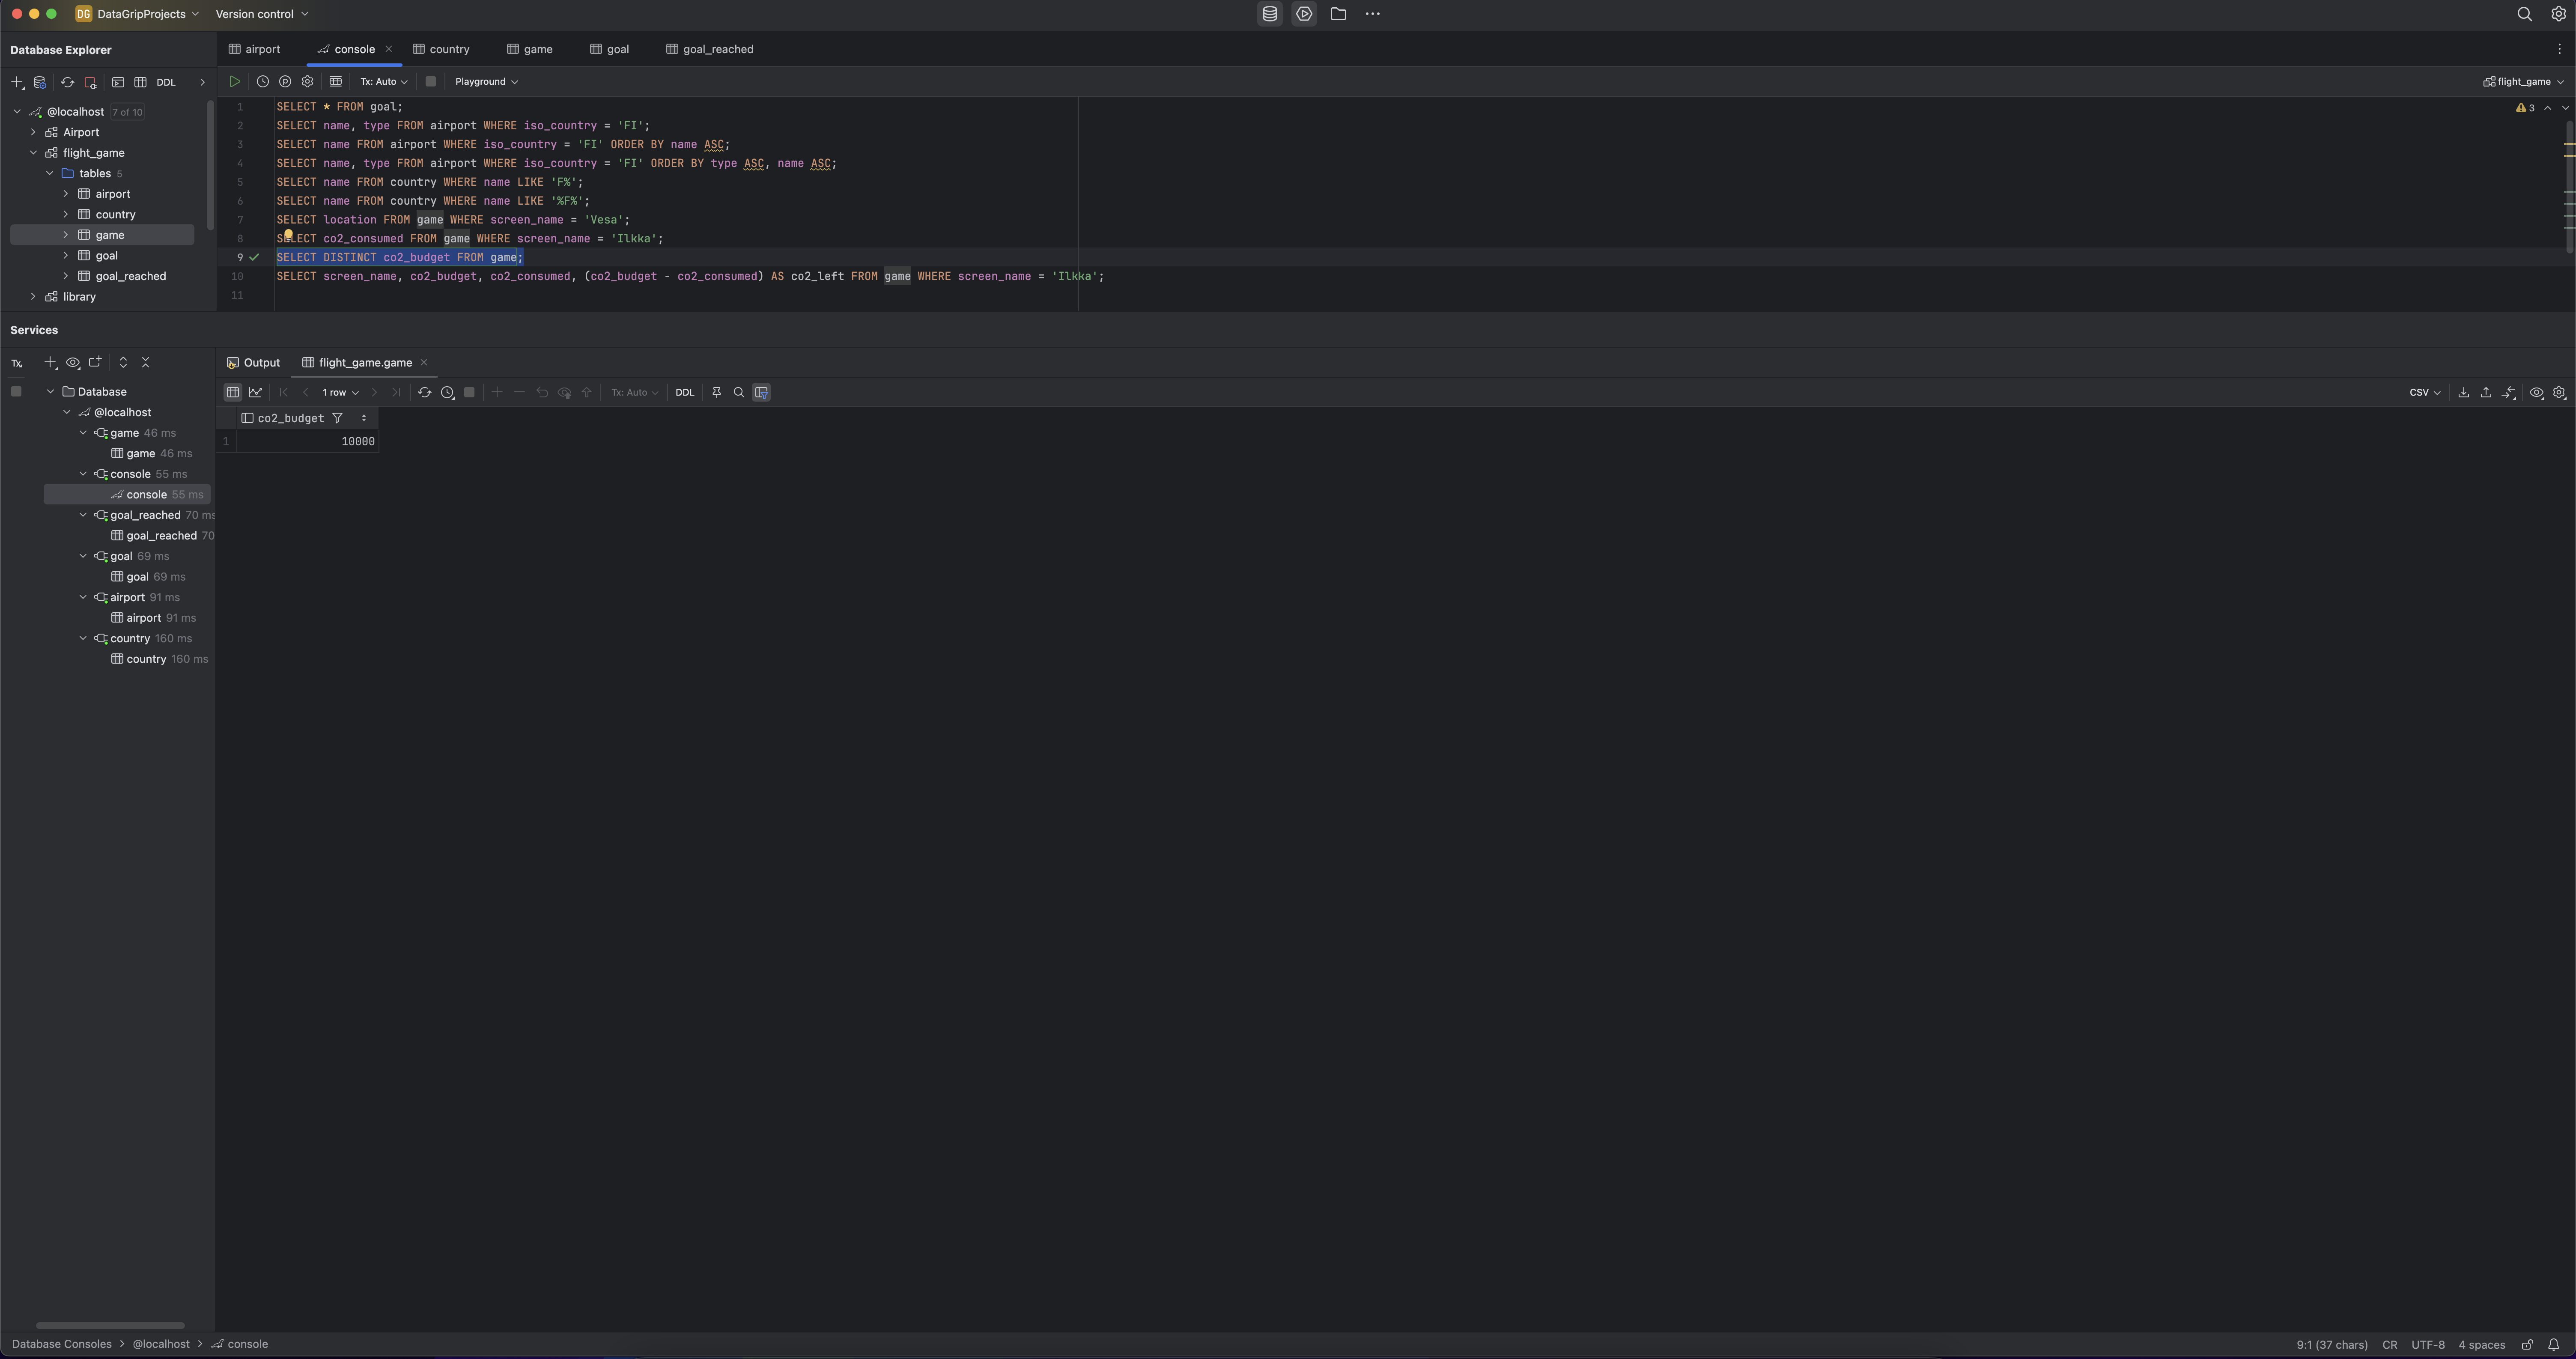 DG DataGripProjects Version control
Database Explorer
airport console country game goal goal_reached
DDL
Tx: Auto Playground flight_game
@localhost 7 of 10
Airport
flight_game
tables 5
airport
country
game
goal
goal_reached
library
3
1 SELECT * FROM goal;
2 SELECT name, type FROM airport WHERE iso_country = 'FI';
3 SELECT name FROM airport WHERE iso_country = 'FI' ORDER BY name ASC;
4 SELECT name, type FROM airport WHERE iso_country = 'FI' ORDER BY type ASC, name ASC;
5 SELECT name FROM country WHERE name LIKE 'F%';
6 SELECT name FROM country WHERE name LIKE '%F%';
7 SELECT location FROM game WHERE screen_name = 'Vesa';
8 SELECT co2_consumed FROM game WHERE screen_name = 'Ilkka';
9 SELECT DISTINCT co2_budget FROM game;
10 SELECT screen_name, co2_budget, co2_consumed, (co2_budget - co2_consumed) AS co2_left FROM game WHERE screen_name = 'Ilkka';
11
Services
Tx
Database
@localhost
game 46 ms
game 46 ms
console 55 ms
console 55 ms
goal_reached 70 ms
goal_reached 70
goal 69 ms
goal 69 ms
airport 91 ms
airport 91 ms
country 160 ms
country 160 ms
Output flight_game.game
1 row Tx: Auto DDL CSV
co2_budget
1 10000
Database Consoles @localhost console
9:1 (37 chars) CR UTF-8 4 spaces